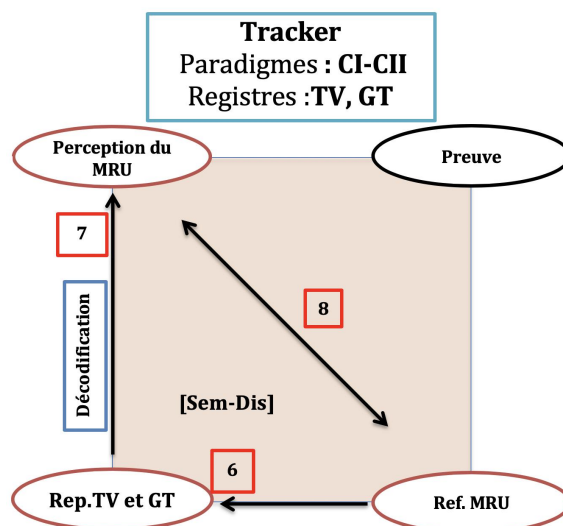 Tracker
Paradigmes : CI-CII
Registres :TV, GT
Perception du
MRU
Preuve
7
8
Décodification
[Sem-Dis]
6
Rep.TV et GT
Ref. MRU